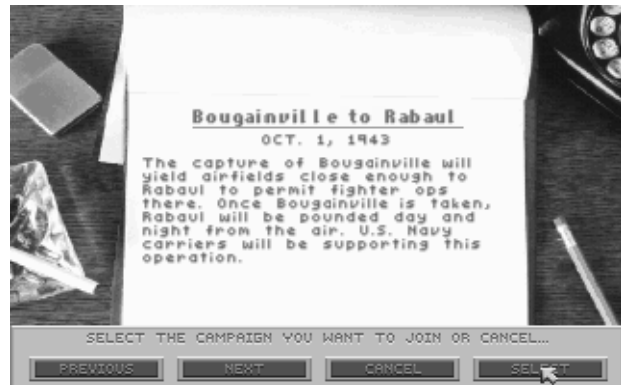 Bougainville to Rabaul
OCT. 1, 1943
The capture of Bougainville will
yield airfields close enough to
Rabaul to permit fighter ops
there. Once Bougainville is taken,
Rabaul will be pounded day and
night from the air. U.S. Navy
carriers will be supporting this
operation.
SELECT THE CAMPAIGN YOU WANT TO JOIN OR CANCEL...
PREVIOUS NEXT CANCEL SELECT